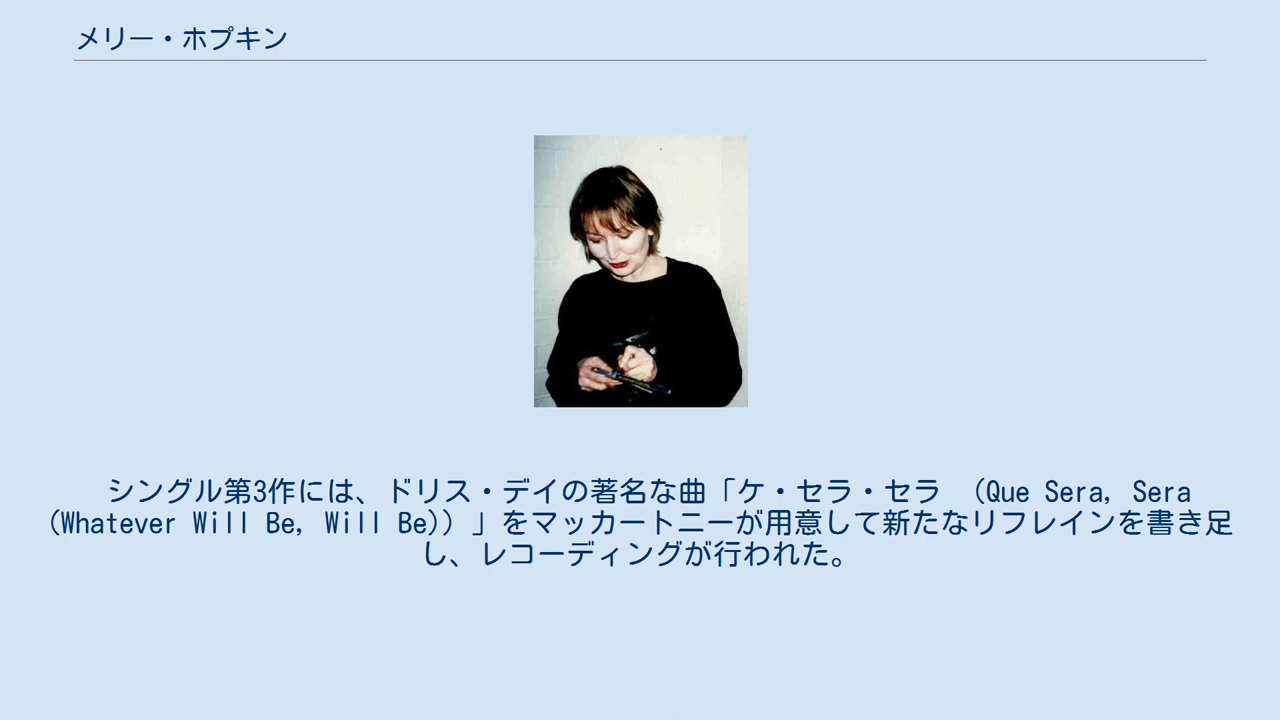 メリー・ホプキン
シングル第3作には、ドリス・デイの著名な曲「ケ・セラ・セラ （Que Sera, Sera
(Whatever Will Be, Will Be)）」をマッカートニーが用意して新たなリフレインを書き足
し、レコーディングが行われた。